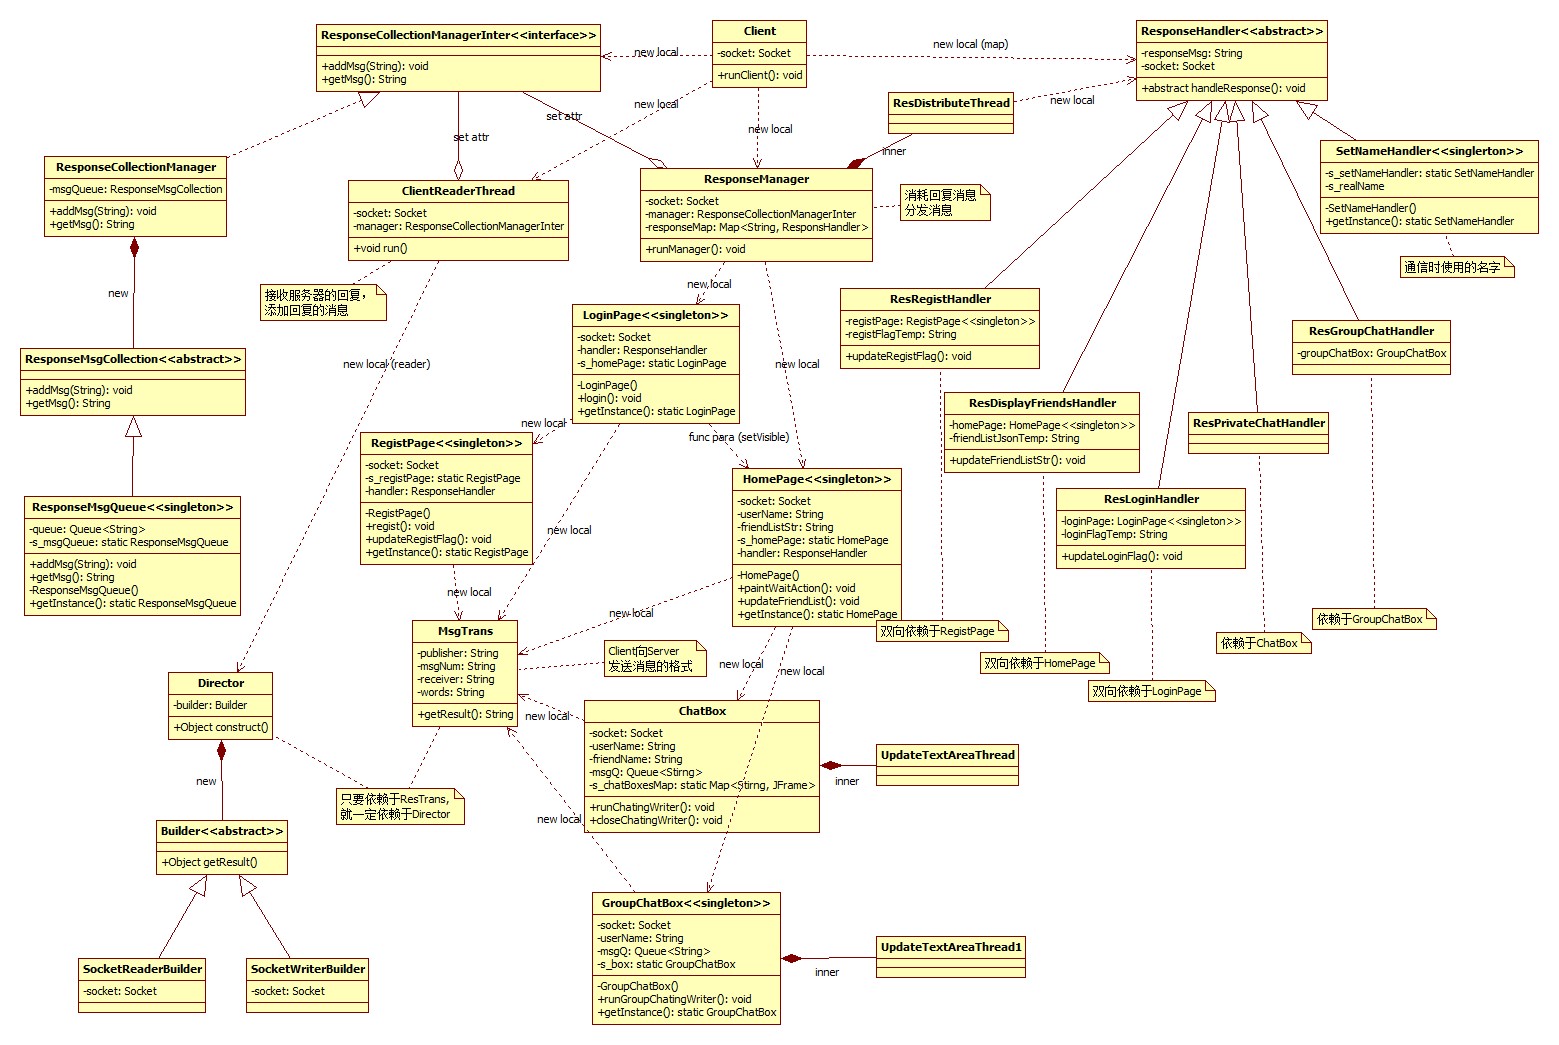 ResponseCollectionManagerInter<<interface>>
+addMsg(String): void
+getMsg(): String
Client
-socket: Socket
+runClient(): void
ResponseHandler<<abstract>>
-responseMsg: String
-socket: Socket
+abstract handleResponse(): void
new local
new local (map)
new local
new local
new local
set attr
set attr
inner
ResDistributeThread
ResponseCollectionManager
-msgQueue: ResponseMsgCollection
+addMsg(String): void
+getMsg(): String
ClientReaderThread
-socket: Socket
-manager: ResponseCollectionManagerInter
+void run()
ResponseManager
-socket: Socket
-manager: ResponseCollectionManagerInter
-responseMap: Map<String, ResponsHandler>
+runManager(): void
消耗回复消息
分发消息
SetNameHandler<<singlerton>>
-s_setNameHandler: static SetNameHandler
-s_realName
-SetNameHandler()
+getInstance(): static SetNameHandler
通信时使用的名字
接收服务器的回复，
添加回复的消息
new
new local
new local (reader)
new local
LoginPage<<singleton>>
-socket: Socket
-handler: ResponseHandler
-s_homePage: static LoginPage
-LoginPage()
+login(): void
+getInstance(): static LoginPage
ResRegistHandler
-registPage: RegistPage<<singleton>>
-registFlagTemp: String
+updateRegistFlag(): void
ResGroupChatHandler
-groupChatBox: GroupChatBox
ResponseMsgCollection<<abstract>>
+addMsg(String): void
+getMsg(): String
ResDisplayFriendsHandler
-homePage: HomePage<<singleton>>
-friendListJsonTemp: String
+updateFriendListStr(): void
ResPrivateChatHandler
new local
func para (setVisible)
RegistPage<<singleton>>
-socket: Socket
-s_registPage: static RegistPage
-handler: ResponseHandler
-RegistPage()
+regist(): void
+updateRegistFlag(): void
+getInstance(): static RegistPage
HomePage<<singleton>>
-socket: Socket
-userName: String
-friendListStr: String
-s_homePage: static HomePage
-handler: ResponseHandler
-HomePage()
+paintWaitAction(): void
+updateFriendList(): void
+getInstance(): static HomePage
ResLoginHandler
-loginPage: LoginPage<<singleton>>
-loginFlagTemp: String
+updateLoginFlag(): void
ResponseMsgQueue<<singleton>>
-queue: Queue<String>
-s_msgQueue: static ResponseMsgQueue
+addMsg(String): void
+getMsg(): String
-ResponseMsgQueue()
+getInstance(): static ResponseMsgQueue
new local
new local
new local
双向依赖于RegistPage
双向依赖于HomePage
双向依赖于LoginPage
依赖于ChatBox
依赖于GroupChatBox
MsgTrans
-publisher: String
-msgNum: String
-receiver: String
-words: String
+getResult(): String
Client向Server
发送消息的格式
new local
new local
Director
-builder: Builder
+Object construct()
new local
ChatBox
-socket: Socket
-userName: String
-friendName: String
-msgQ: Queue<Stirng>
-s_chatBoxesMap: static Map<Stirng, JFrame>
+runChatingWriter(): void
+closeChatingWriter(): void
inner
UpdateTextAreaThread
new
只要依赖于ResTrans,
就一定依赖于Director
new local
Builder<<abstract>>
+Object getResult()
GroupChatBox<<singleton>>
-socket: Socket
-userName: String
-msgQ: Queue<String>
-s_box: static GroupChatBox
-GroupChatBox()
+runGroupChatingWriter(): void
+getInstance(): static GroupChatBox
inner
UpdateTextAreaThread1
SocketReaderBuilder
-socket: Socket
SocketWriterBuilder
-socket: Socket